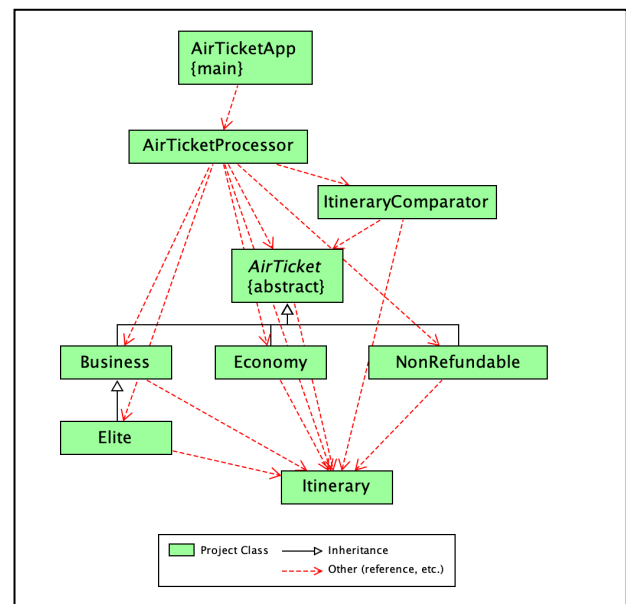 AirTicketApp
{main}
AirTicketProcessor
ItineraryComparator
AirTicket
{abstract}
Business
Economy
NonRefundable
Elite
Itinerary
Project Class
Inheritance
Other (reference, etc.)